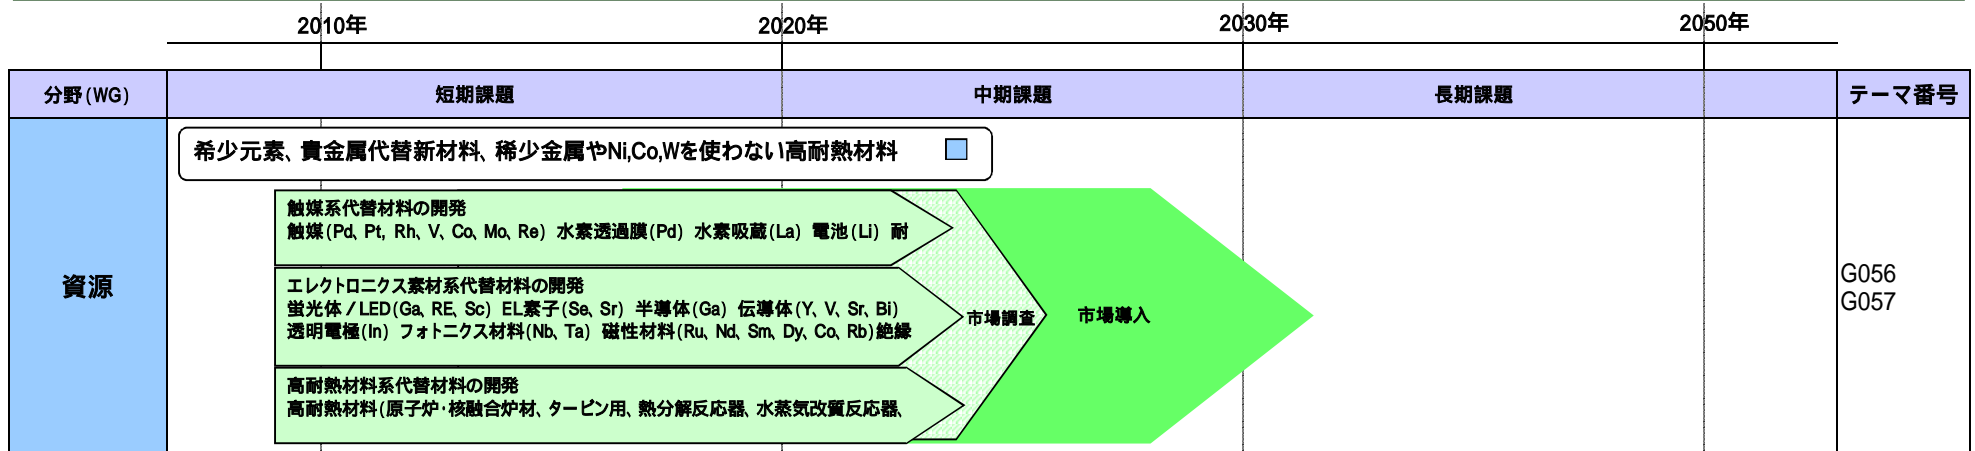 2010年 2020年 2030年 2050年
分野(WG) 短期課題 中期課題 長期課題 テーマ番号
希少元素、貴金属代替新材料、稀少金属やNi,Co,Wを使わない高耐熱材料
触媒系代替材料の開発
触媒(Pd、Pt, Rh、V、Co、Mo、Re) 水素透過膜(Pd) 水素吸蔵(La) 電池(Li) 耐
エレクトロニクス素材系代替材料の開発
蛍光体/LED(Ga、RE、Sc) EL素子(Se、Sr) 半導体(Ga) 伝導体(Y、V、Sr、Bi)
透明電極(In) フォトニクス材料(Nb、Ta) 磁性材料(Ru、Nd、Sm、Dy、Co、Rb)絶縁
高耐熱材料系代替材料の開発
高耐熱材料(原子炉・核融合炉材、タービン用、熱分解反応器、水蒸気改質反応器、
資源
市場調査
市場導入
G056
G057